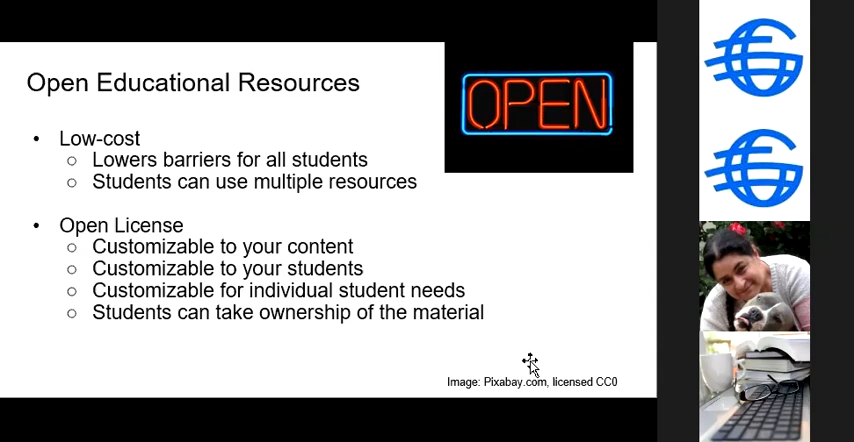 Open Educational Resources
OPEN
• Low-cost
○ Lowers barriers for all students
○ Students can use multiple resources
• Open License
○ Customizable to your content
○ Customizable to your students
○ Customizable for individual student needs
○ Students can take ownership of the material
Image: Pixabay.com, licensed CC0